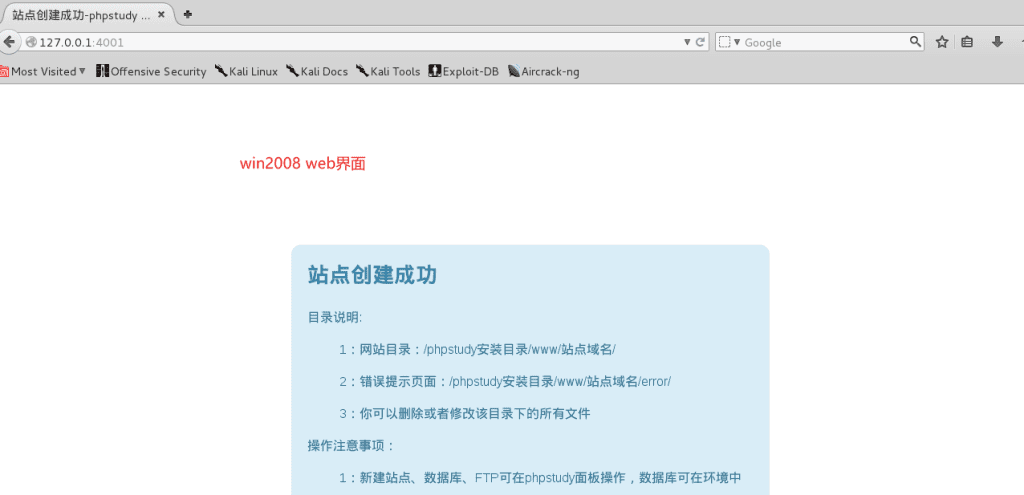 站点创建成功-phpstudy ...
127.0.0.1:4001
Google
Most Visited
Offensive Security
Kali Linux
Kali Docs
Kali Tools
Exploit-DB
Aircrack-ng
win2008 web界面
站点创建成功
目录说明:
1：网站目录：/phpstudy安装目录/www/站点域名/
2：错误提示页面：/phpstudy安装目录/www/站点域名/error/
3：你可以删除或者修改该目录下的所有文件
操作注意事项：
1：新建站点、数据库、FTP可在phpstudy面板操作，数据库可在环境中